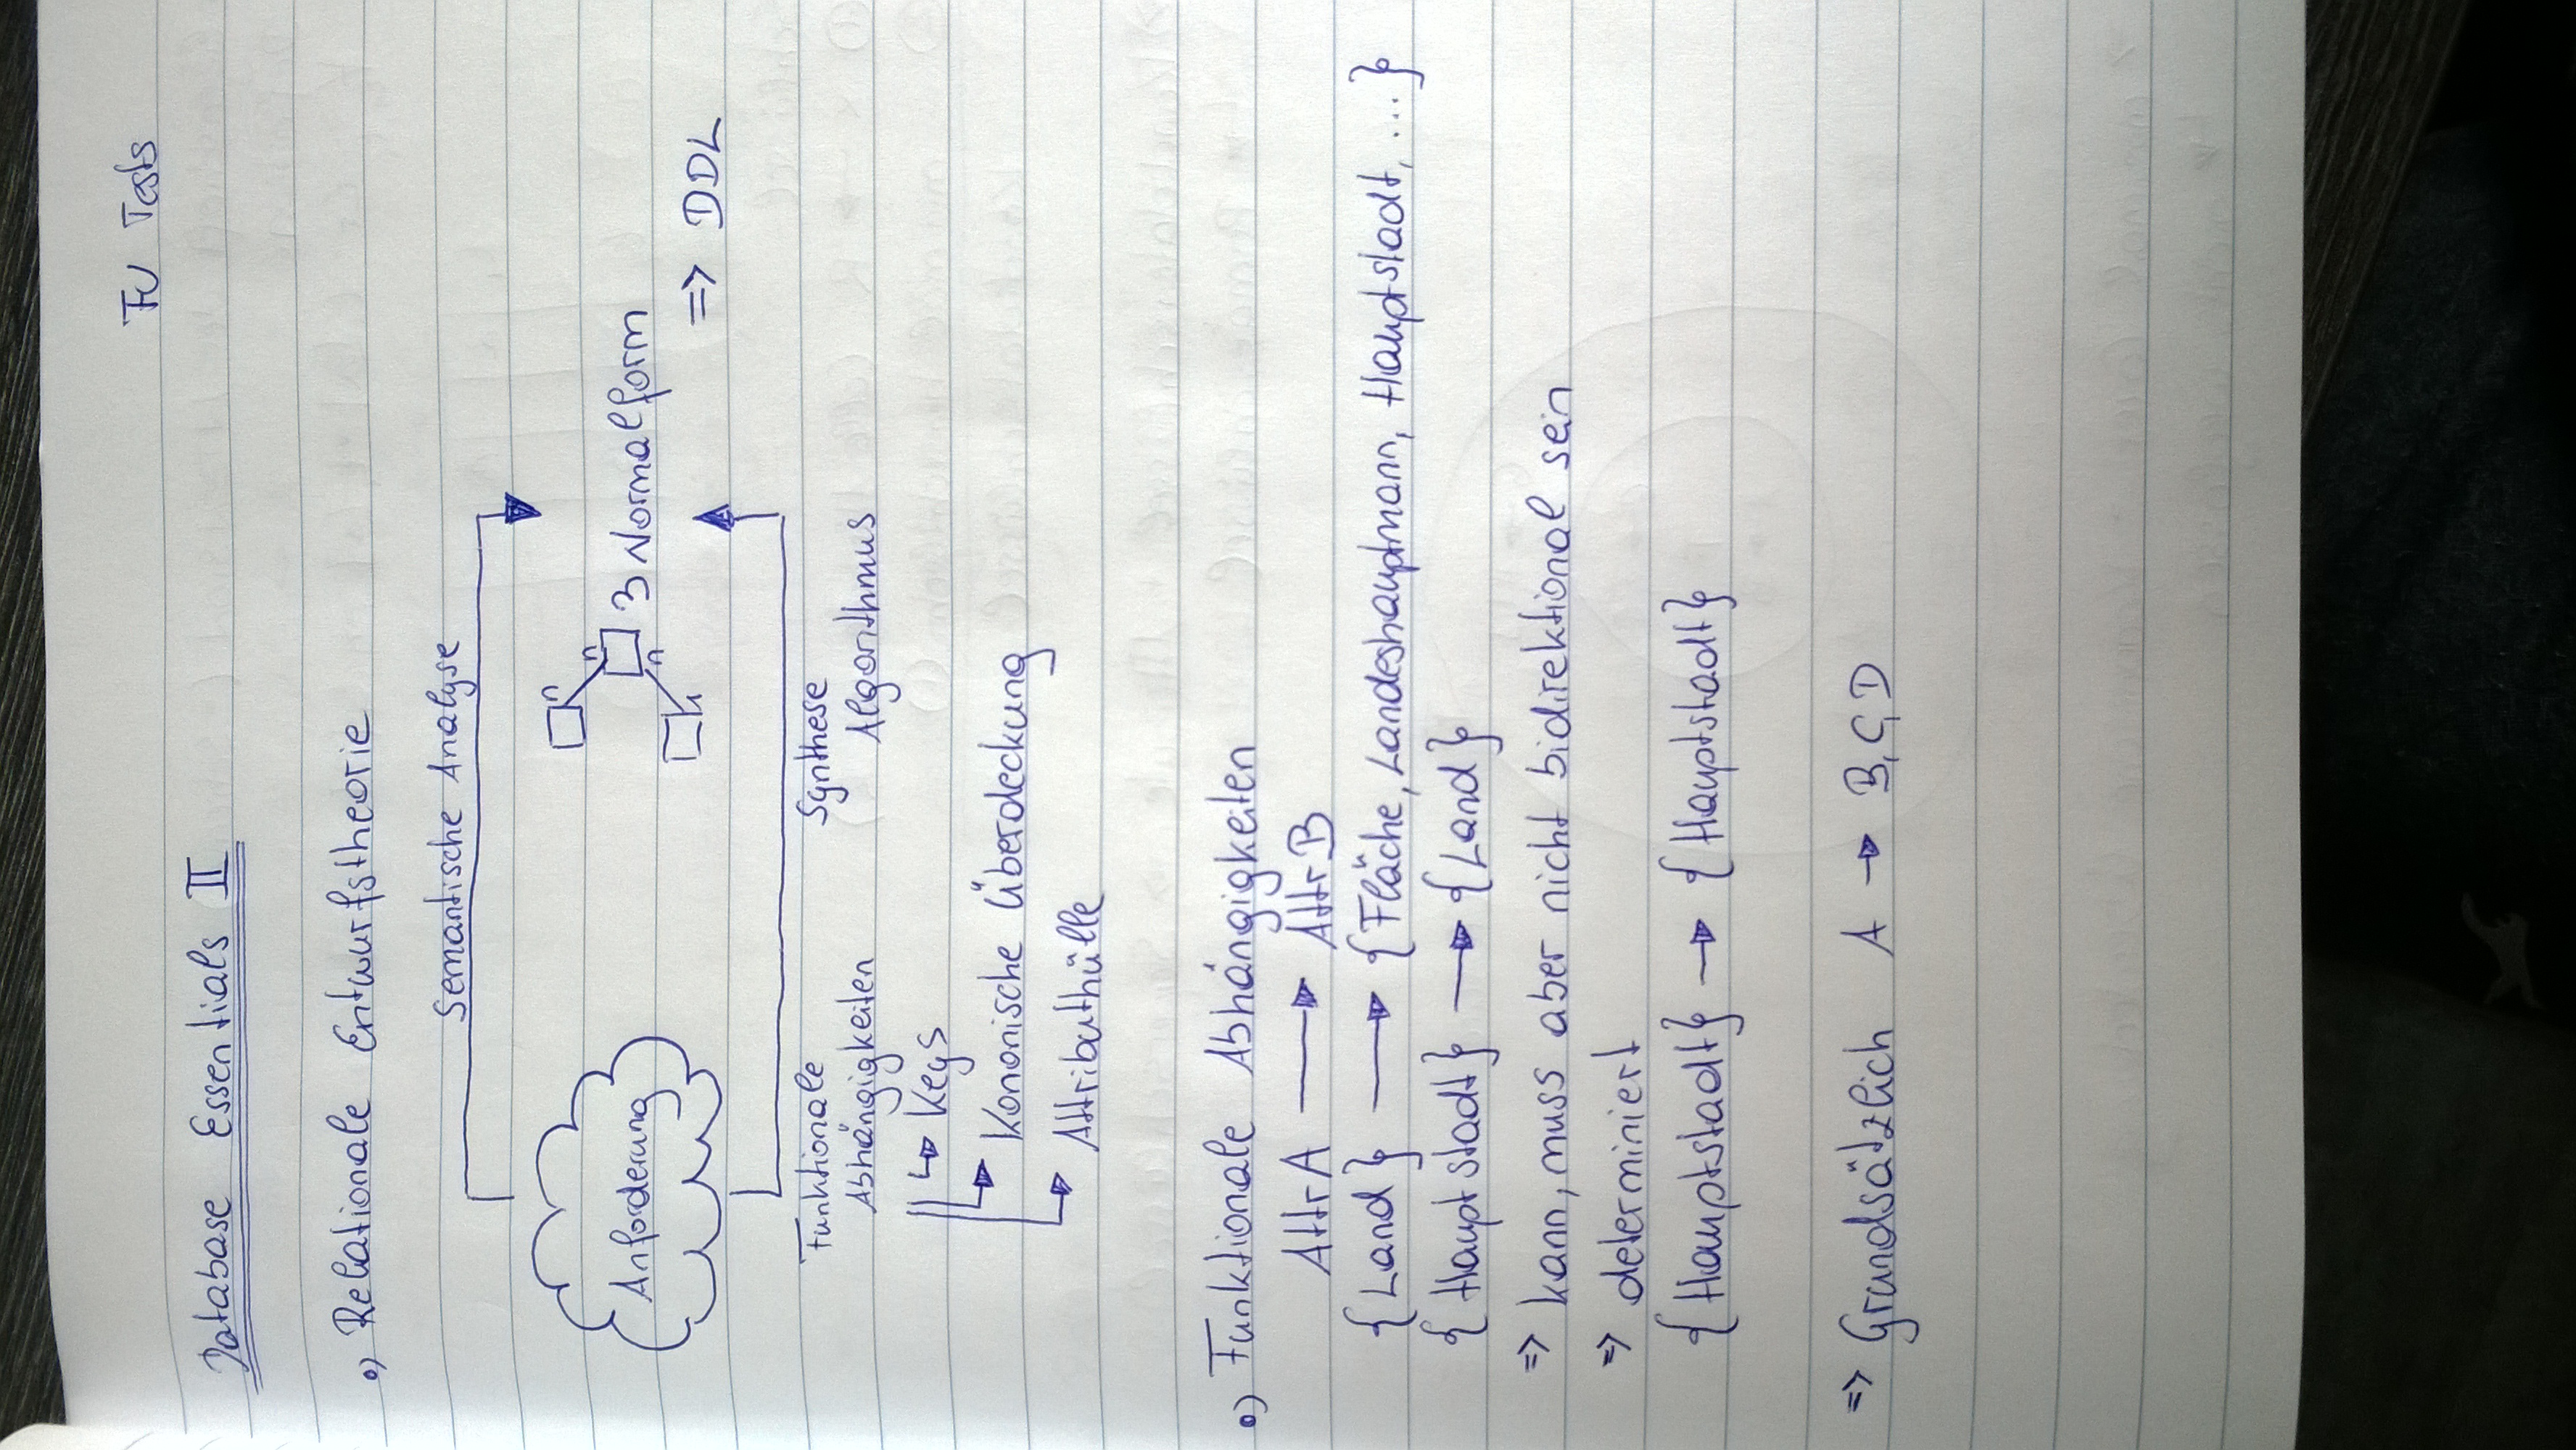 FU Tests
Database Essentials II
•) Relationale Entwurfstheorie
Semantische Analyse
Anforderung
n
n
3 Normalform
n
1
=> DDL
Funktionale Synthese
Abhängigkeiten Algorithmus
↳ Keys
↳ Kononische Überdeckung
↳ Attributhülle
•) Funktionale Abhängigkeiten
Attr A → Attr B
{Land} → {Fläche, Landeshauptmann, Hauptstadt, ...}
{Hauptstadt} → {Land}
=> kann, muss aber nicht bidirektional sein
=> determiniert
{Hauptstadt} → {Hauptstadt}
=> Grundsätzlich A → B, C, D